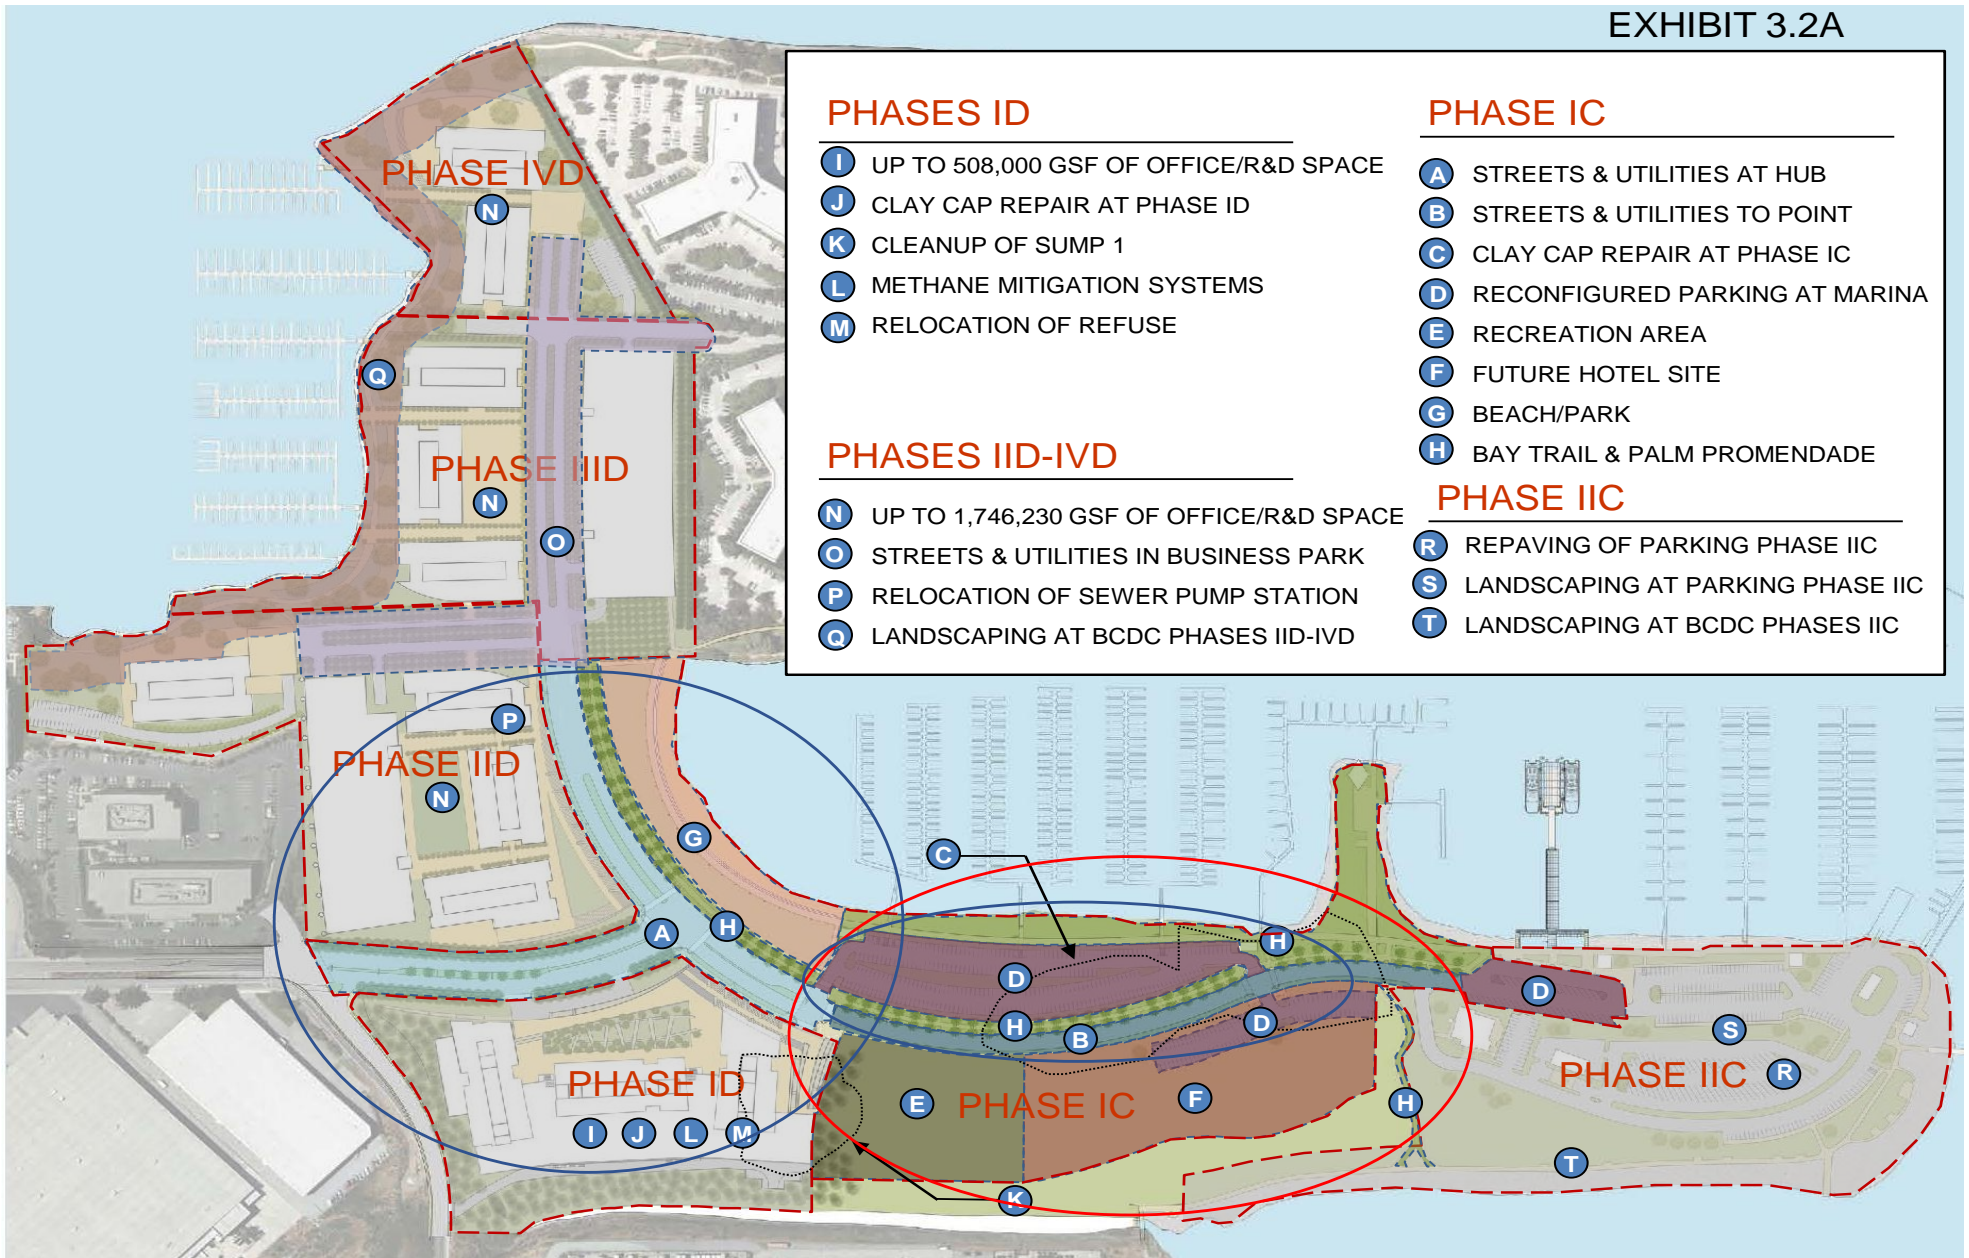 EXHIBIT 3.2A
PHASES ID
I UP TO 508,000 GSF OF OFFICE/R&D SPACE
J CLAY CAP REPAIR AT PHASE ID
K CLEANUP OF SUMP 1
L METHANE MITIGATION SYSTEMS
M RELOCATION OF REFUSE
PHASES IID-IVD
N UP TO 1,746,230 GSF OF OFFICE/R&D SPACE
O STREETS & UTILITIES IN BUSINESS PARK
P RELOCATION OF SEWER PUMP STATION
Q LANDSCAPING AT BCDC PHASES IID-IVD
PHASE IC
A STREETS & UTILITIES AT HUB
B STREETS & UTILITIES TO POINT
C CLAY CAP REPAIR AT PHASE IC
D RECONFIGURED PARKING AT MARINA
E RECREATION AREA
F FUTURE HOTEL SITE
G BEACH/PARK
H BAY TRAIL & PALM PROMENDADE
PHASE IIC
R REPAVING OF PARKING PHASE IIC
S LANDSCAPING AT PARKING PHASE IIC
T LANDSCAPING AT BCDC PHASES IIC
PHASE IVD
N
Q
PHASE IIID
N
O
P
PHASE IID
N
G
C
A
H
H
D
D
H
B
D
S
PHASE ID
PHASE IC
E
F
H
PHASE IIC
R
I
J
L
M
T
K